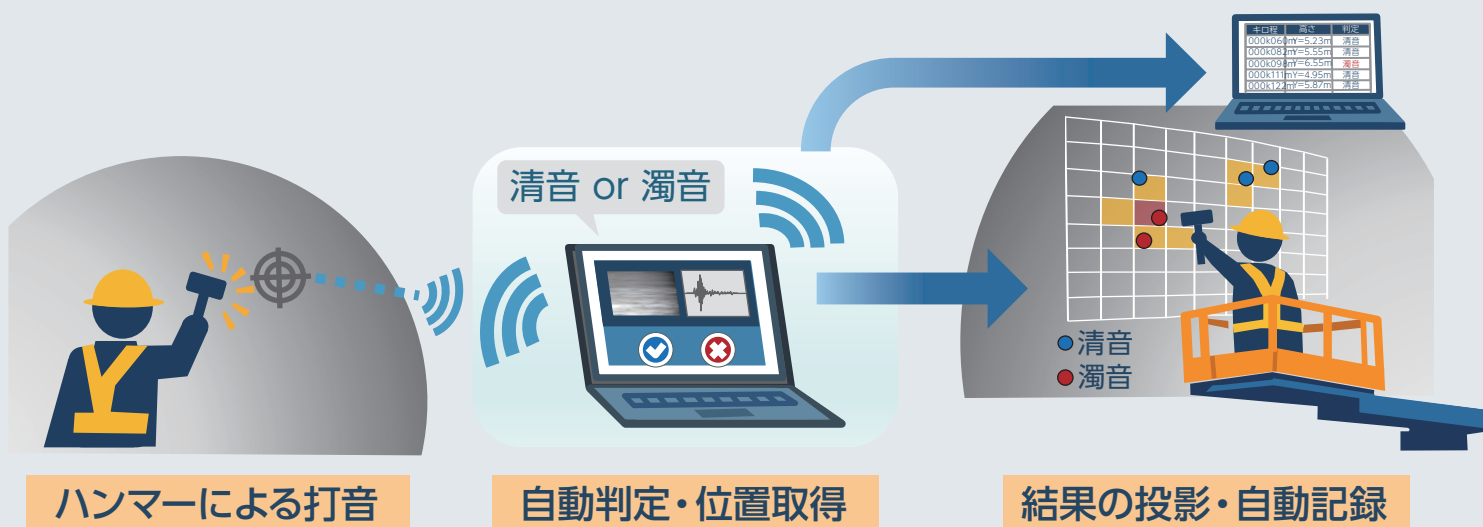 キロ程 高さ 判定
000k060m Y=5.23m 清音
000k082m Y=5.55m 清音
000k098m Y=6.55m 濁音
000k111m Y=4.95m 清音
000k122m Y=5.87m 清音
清音 or 濁音
清音
濁音
ハンマーによる打音
自動判定・位置取得
結果の投影・自動記録